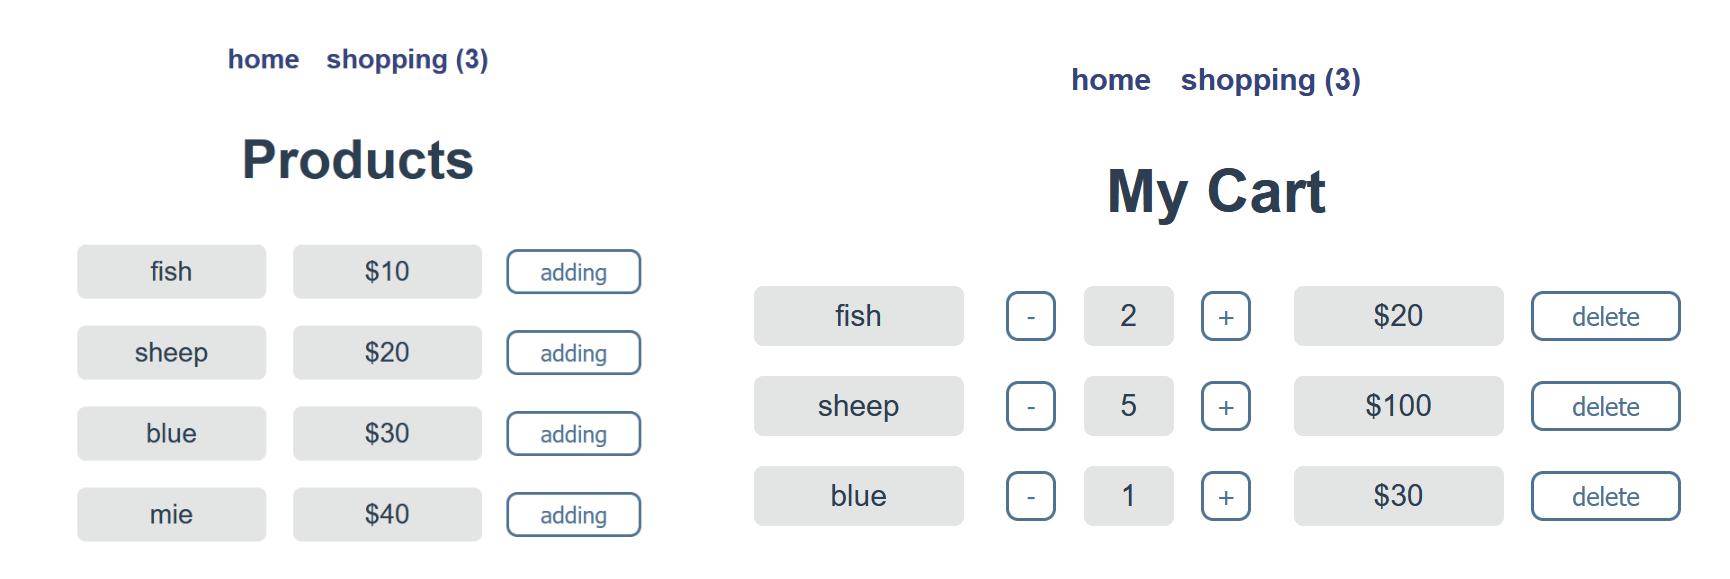 home shopping (3)
Products
fish $10 adding
sheep $20 adding
blue $30 adding
mie $40 adding
home shopping (3)
My Cart
fish - 2 + $20 delete
sheep - 5 + $100 delete
blue - 1 + $30 delete